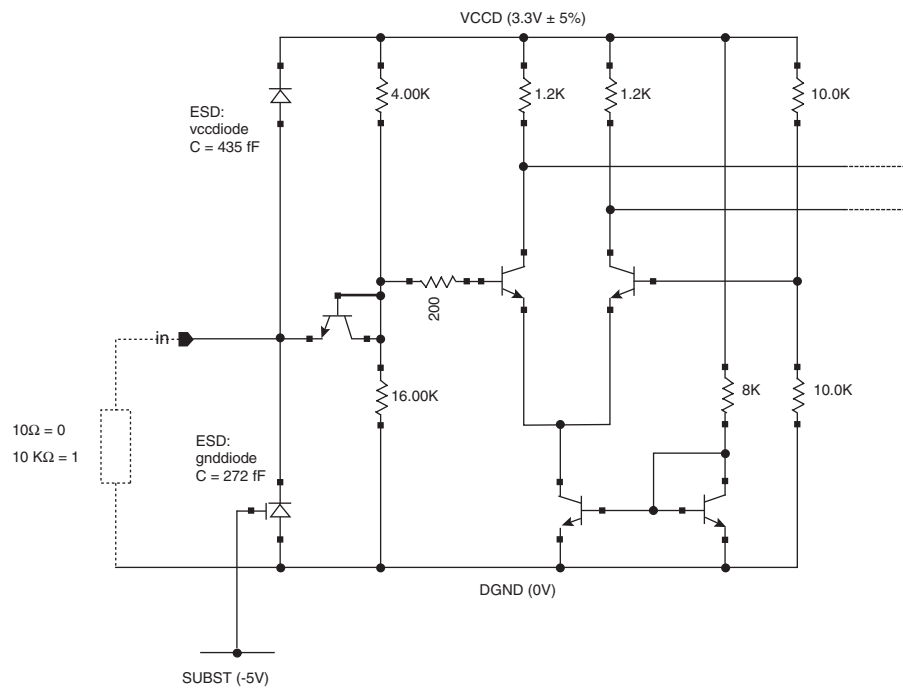 VCCD (3.3V ± 5%)
4.00K
1.2K
1.2K
10.0K
ESD:
vccdiode
C = 435 fF
200
in
16.00K
8K
10.0K
10Ω = 0
10 KΩ = 1
ESD:
gnddiode
C = 272 fF
DGND (0V)
SUBST (-5V)